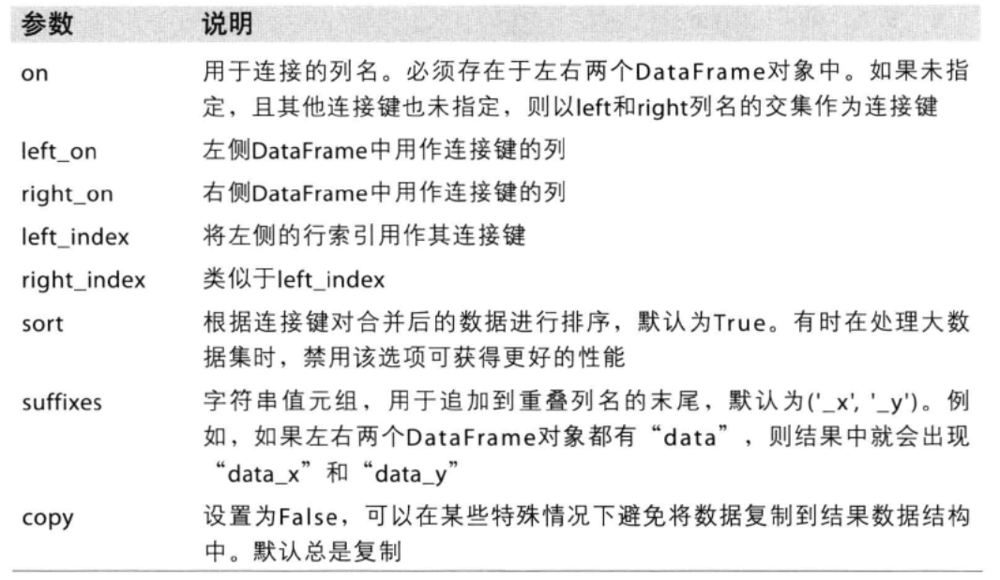 参数 说明
on 用于连接的列名。必须存在于左右两个DataFrame对象中。如果未指
定，且其他连接键也未指定，则以left和right列名的交集作为连接键
left_on 左侧DataFrame中用作连接键的列
right_on 右侧DataFrame中用作连接键的列
left_index 将左侧的行索引用作其连接键
right_index 类似于left_index
sort 根据连接键对合并后的数据进行排序，默认为True。有时在处理大数
据集时，禁用该选项可获得更好的性能
suffixes 字符串值元组，用于追加到重叠列名的末尾，默认为('_x', '_y')。例
如，如果左右两个DataFrame对象都有“data”，则结果中就会出现
“data_x”和“data_y”
copy 设置为False，可以在某些特殊情况下避免将数据复制到结果数据结构
中。默认总是复制